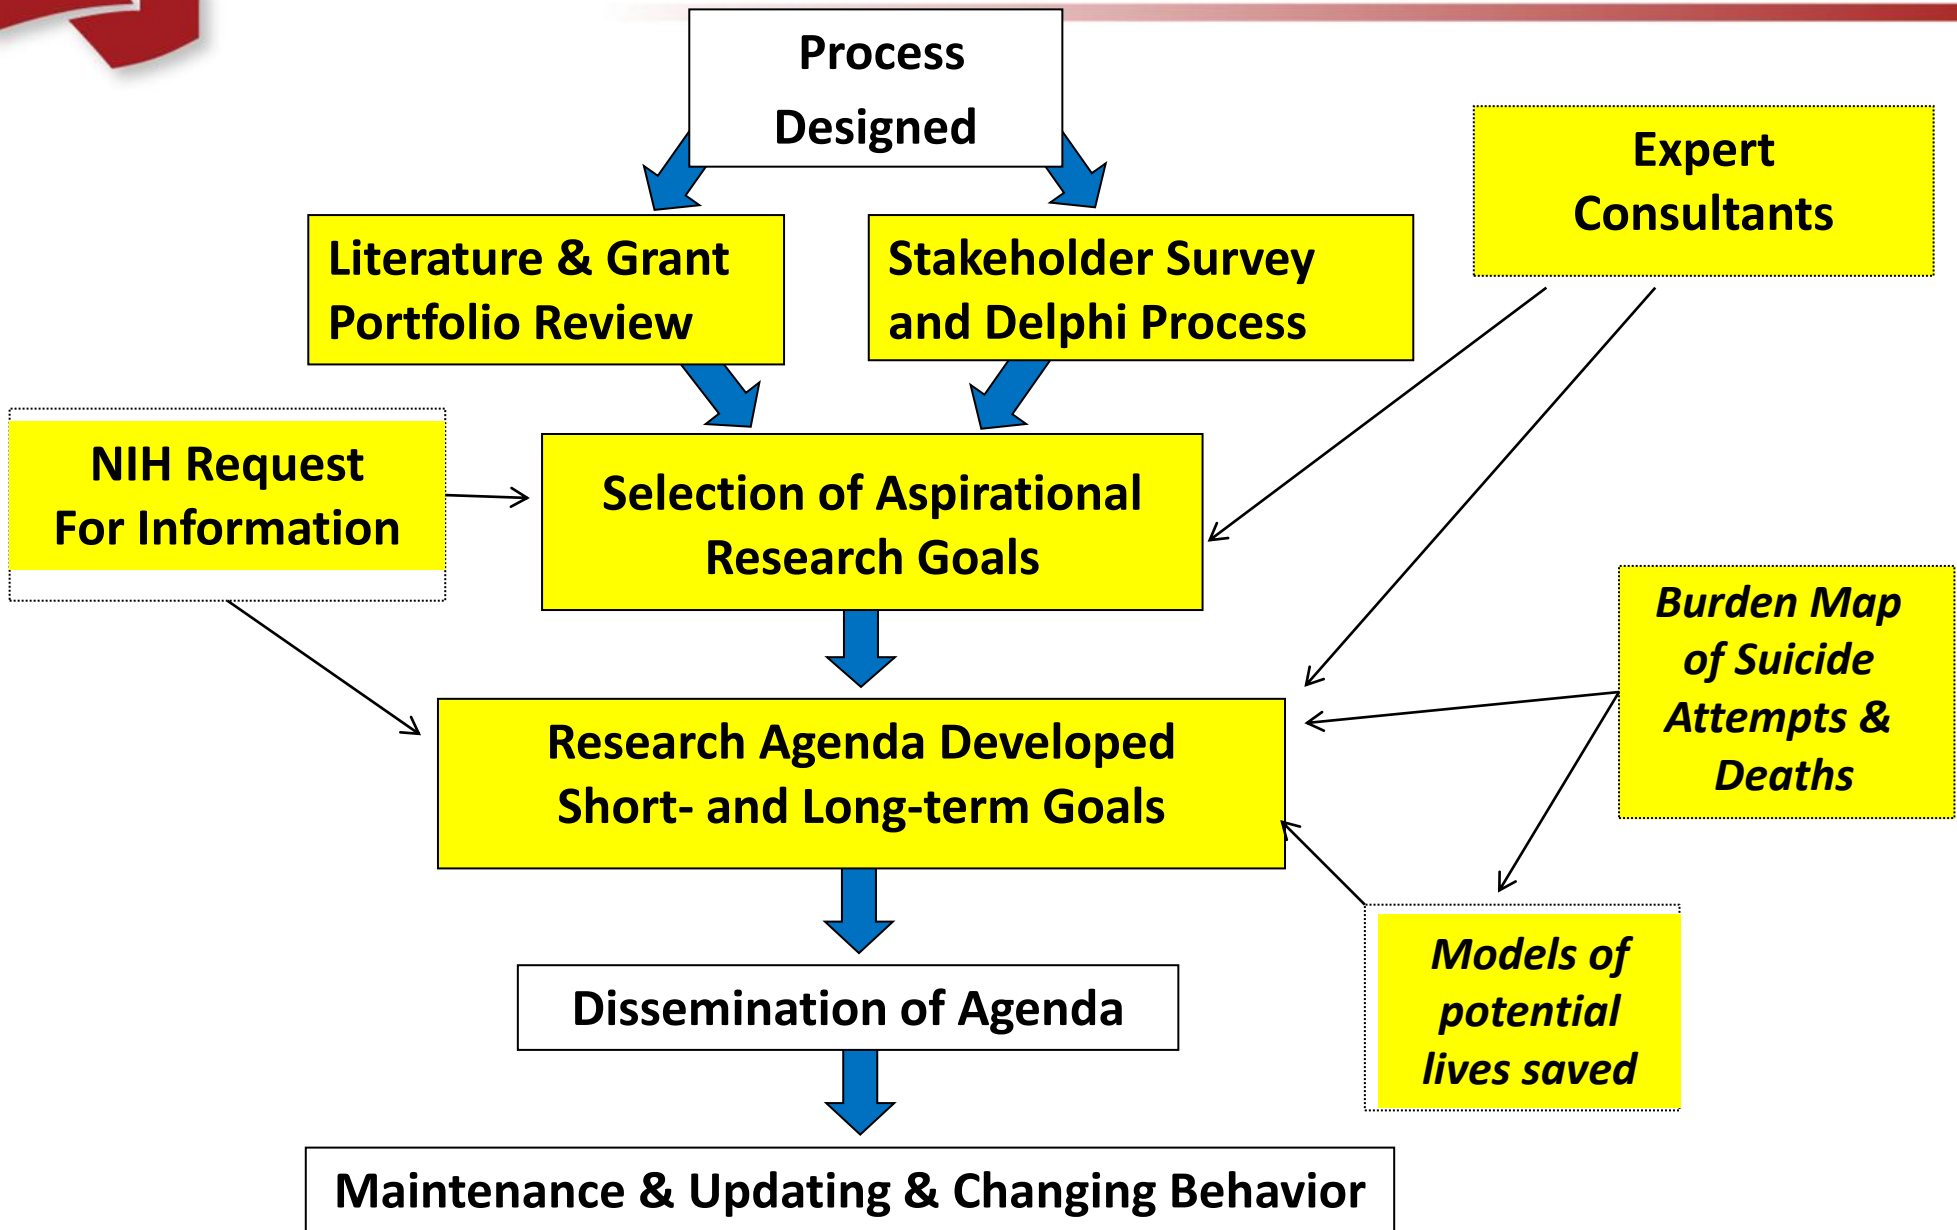 Process
Designed
Expert
Consultants
Literature & Grant
Portfolio Review
Stakeholder Survey
and Delphi Process
NIH Request
For Information
Selection of Aspirational
Research Goals
Burden Map
of Suicide
Attempts &
Deaths
Research Agenda Developed
Short- and Long-term Goals
Models of
potential
lives saved
Dissemination of Agenda
Maintenance & Updating & Changing Behavior